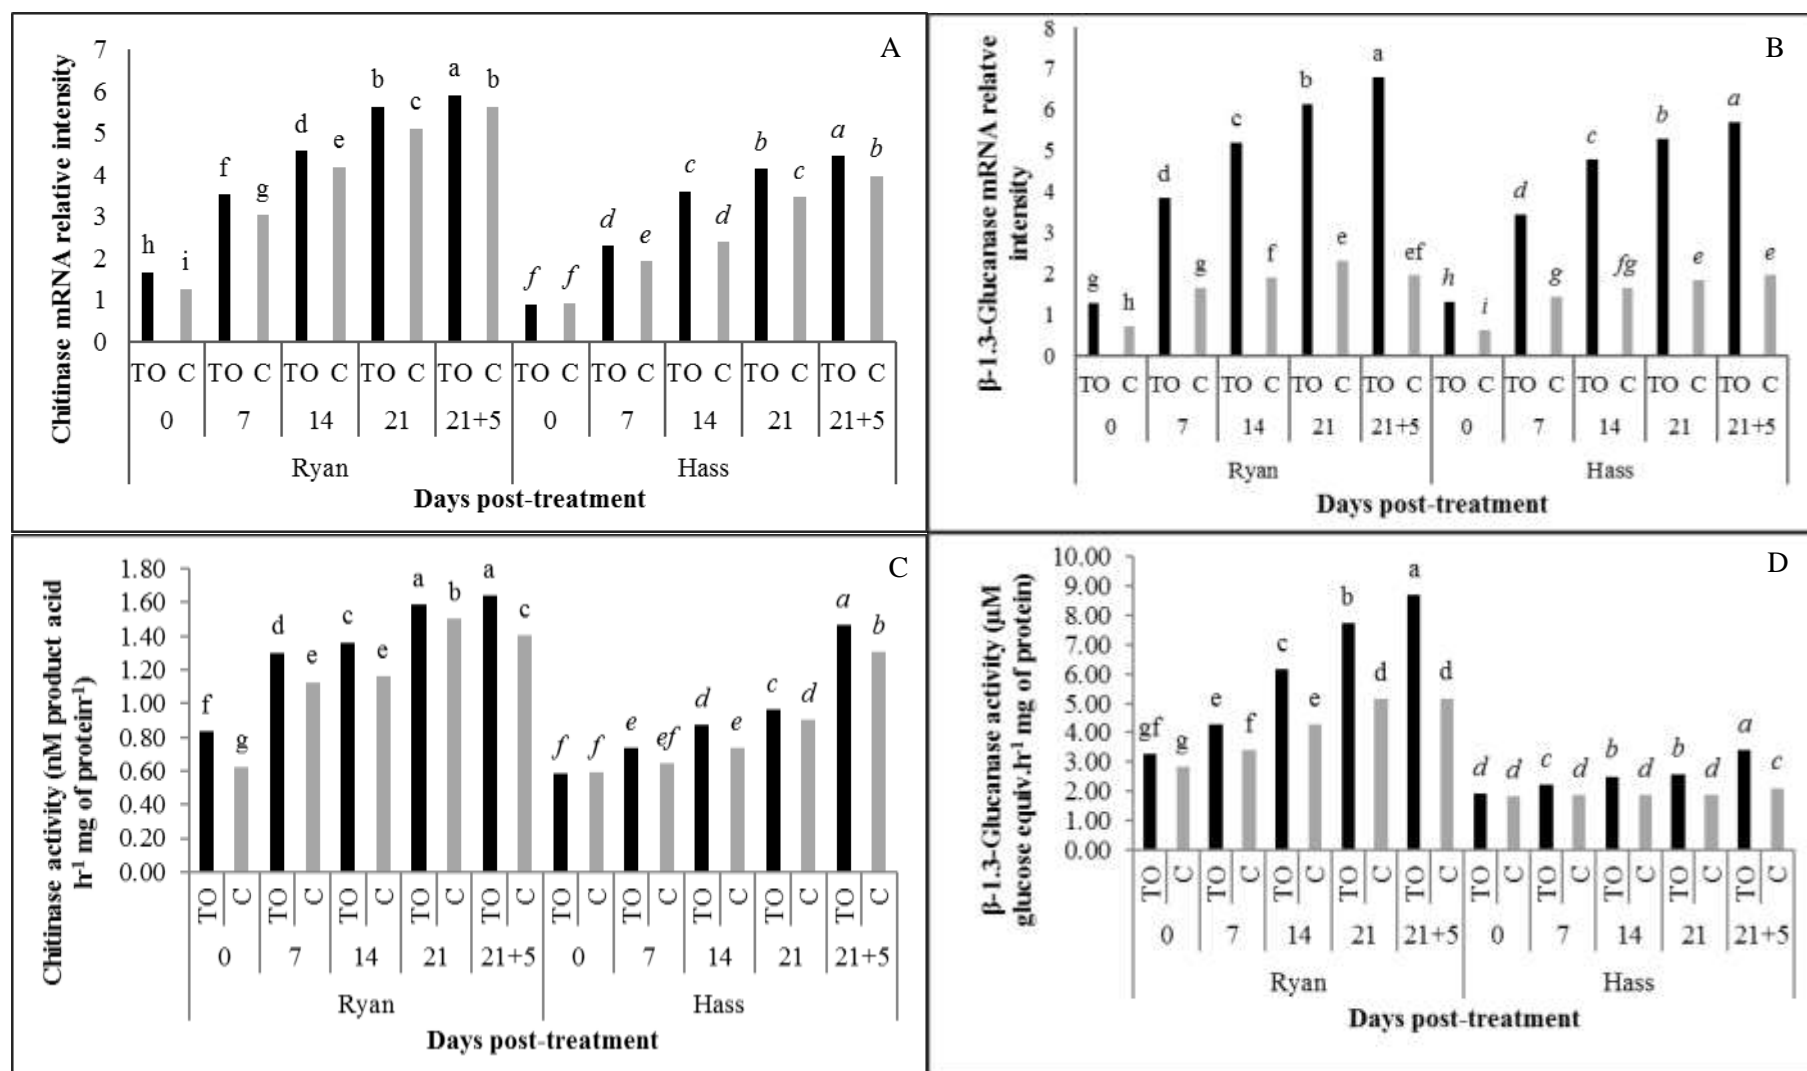 A
Chitinase mRNA relative intensity
7
6
5
4
3
2
1
0
h i f g d e b c a b f f d e c d b c a b
TO C TO C TO C TO C TO C TO C TO C TO C TO C TO C
0 7 14 21 21+5 0 7 14 21 21+5
Ryan Hass
Days post-treatment
B
β-1.3-Glucanase mRNA relatve
intensity
8
7
6
5
4
3
2
1
0
g h d g c f b e a ef h i d g c fg b e a e
TO C TO C TO C TO C TO C TO C TO C TO C TO C TO C
0 7 14 21 21+5 0 7 14 21 21+5
Ryan Hass
Days post-treatment
C
Chitinase activity (nM product acid
h-1 mg of protein-1)
1.80
1.60
1.40
1.20
1.00
0.80
0.60
0.40
0.20
0.00
f g d e c e a b a c f f e ef d e c d a b
TO C TO C TO C TO C TO C TO C TO C TO C TO C TO C
0 7 14 21 21+5 0 7 14 21 21+5
Ryan Hass
Days post-treatment
D
β-1.3-Glucanase activity (µM
glucose equiv.h-1 mg of protein)
10.00
9.00
8.00
7.00
6.00
5.00
4.00
3.00
2.00
1.00
0.00
gf g e f c e b d a d d d c d b d b d a c
TO C TO C TO C TO C TO C TO C TO C TO C TO C TO C
0 7 14 21 21+5 0 7 14 21 21+5
Ryan Hass
Days post-treatment